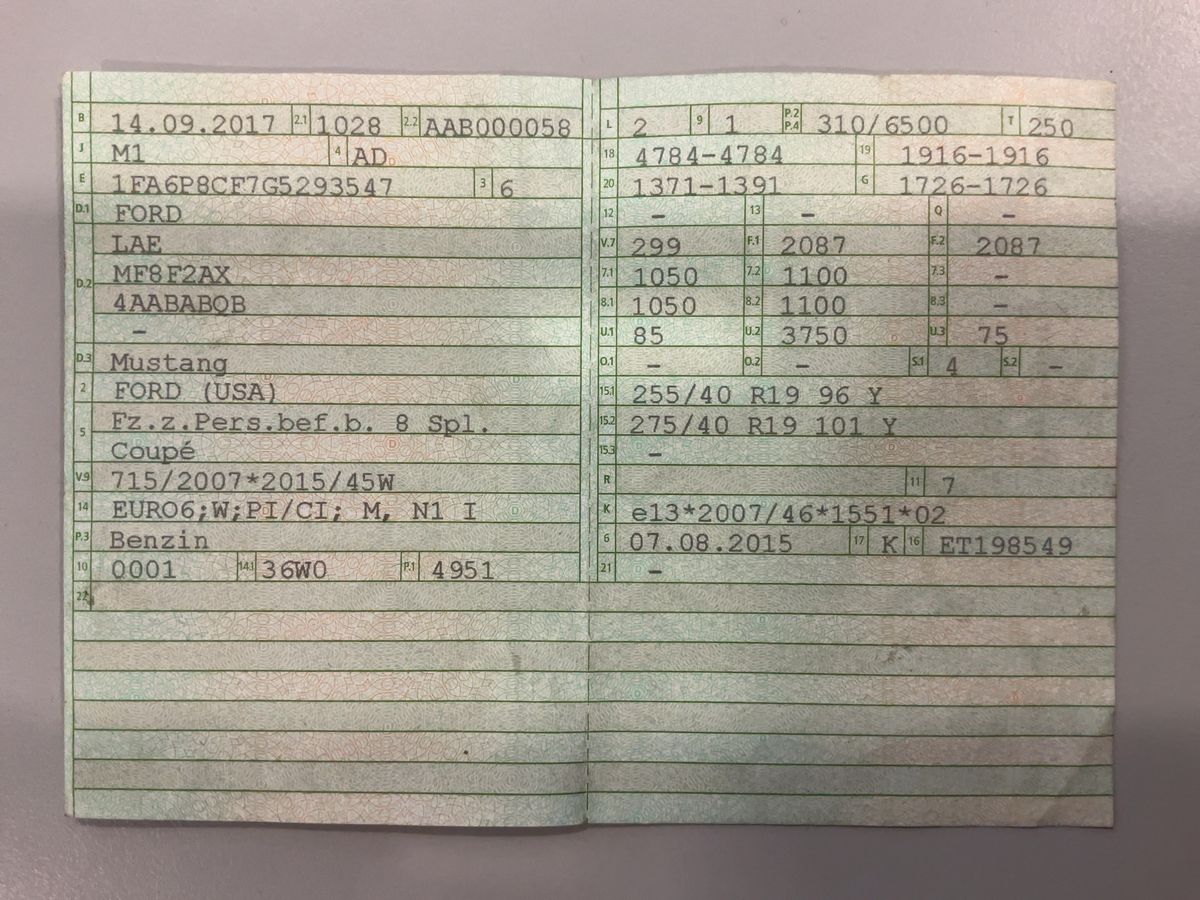 B 14.09.2017 2.1 1028 2.2 AAB000058
J M1 4 AD
E 1FA6P8CF7G5293547 3 6
D.1 FORD
LAE
D.2 MF8F2AX
4AABABQB
–
D.3 Mustang
2 FORD (USA)
5 Fz.z.Pers.bef.b. 8 Spl.
Coupé
V.9 715/2007*2015/45W
14 EURO6;W;PI/CI; M, N1 I
P.3 Benzin
10 0001 14.1 36W0 P.1 4951
22
L 2 9 1 P.2 P.4 310/6500 T 250
18 4784-4784 19 1916-1916
20 1371-1391 G 1726-1726
12 – 13 – Q –
V.7 299 F.1 2087 F.2 2087
7.1 1050 7.2 1100 7.3 –
8.1 1050 8.2 1100 8.3 –
U.1 85 U.2 3750 U.3 75
O.1 – O.2 – S.1 4 S.2 –
15.1 255/40 R19 96 Y
15.2 275/40 R19 101 Y
15.3 –
R 11 7
K e13*2007/46*1551*02
6 07.08.2015 17 K 16 ET198549
21 –